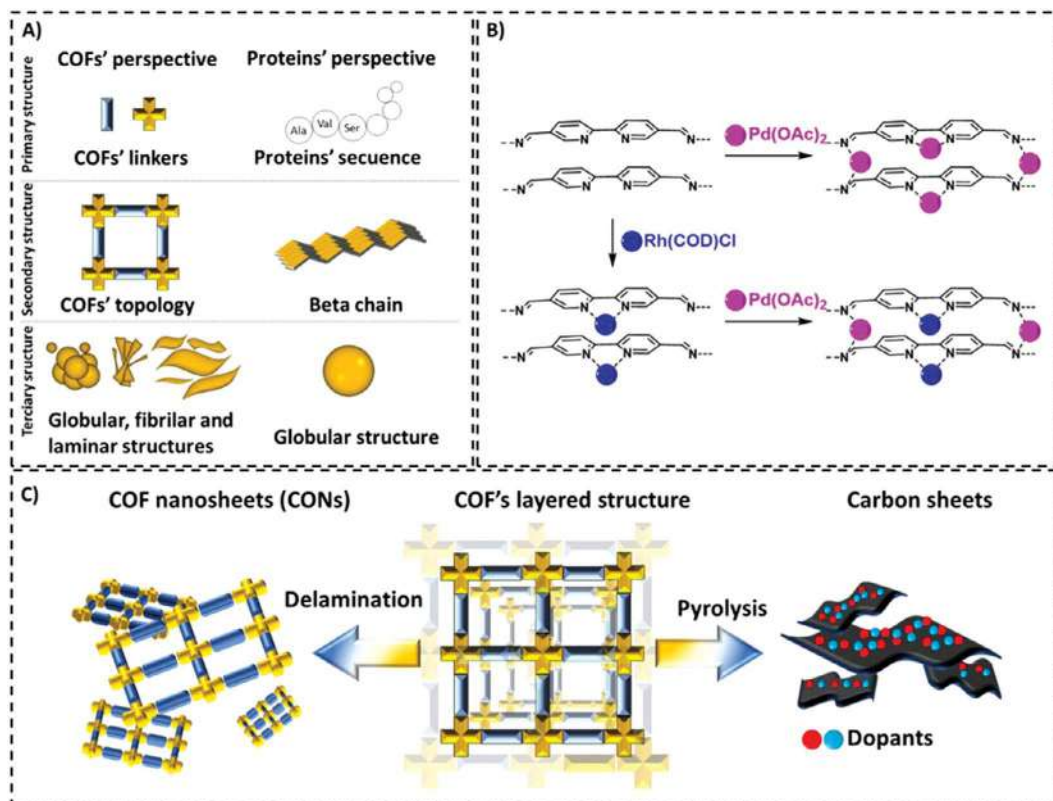 A)
COFs' perspective
Proteins' perspective
Primary structure
Ala
Val
Ser
COFs' linkers
Proteins' secuence
Secondary structure
COFs' topology
Beta chain
Terciary sructure
Globular, fibrilar and
laminar structures
Globular structure
B)
--N
N---
N
N
Pd(OAc)2
--N
N---
N
N
--N
N---
N
N
--N
N---
N
N
Rh(COD)Cl
--N
N---
N
N
Pd(OAc)2
--N
N---
N
N
--N
N---
N
N
--N
N---
N
N
C)
COF nanosheets (CONs)
COF's layered structure
Carbon sheets
Delamination
Pyrolysis
Dopants